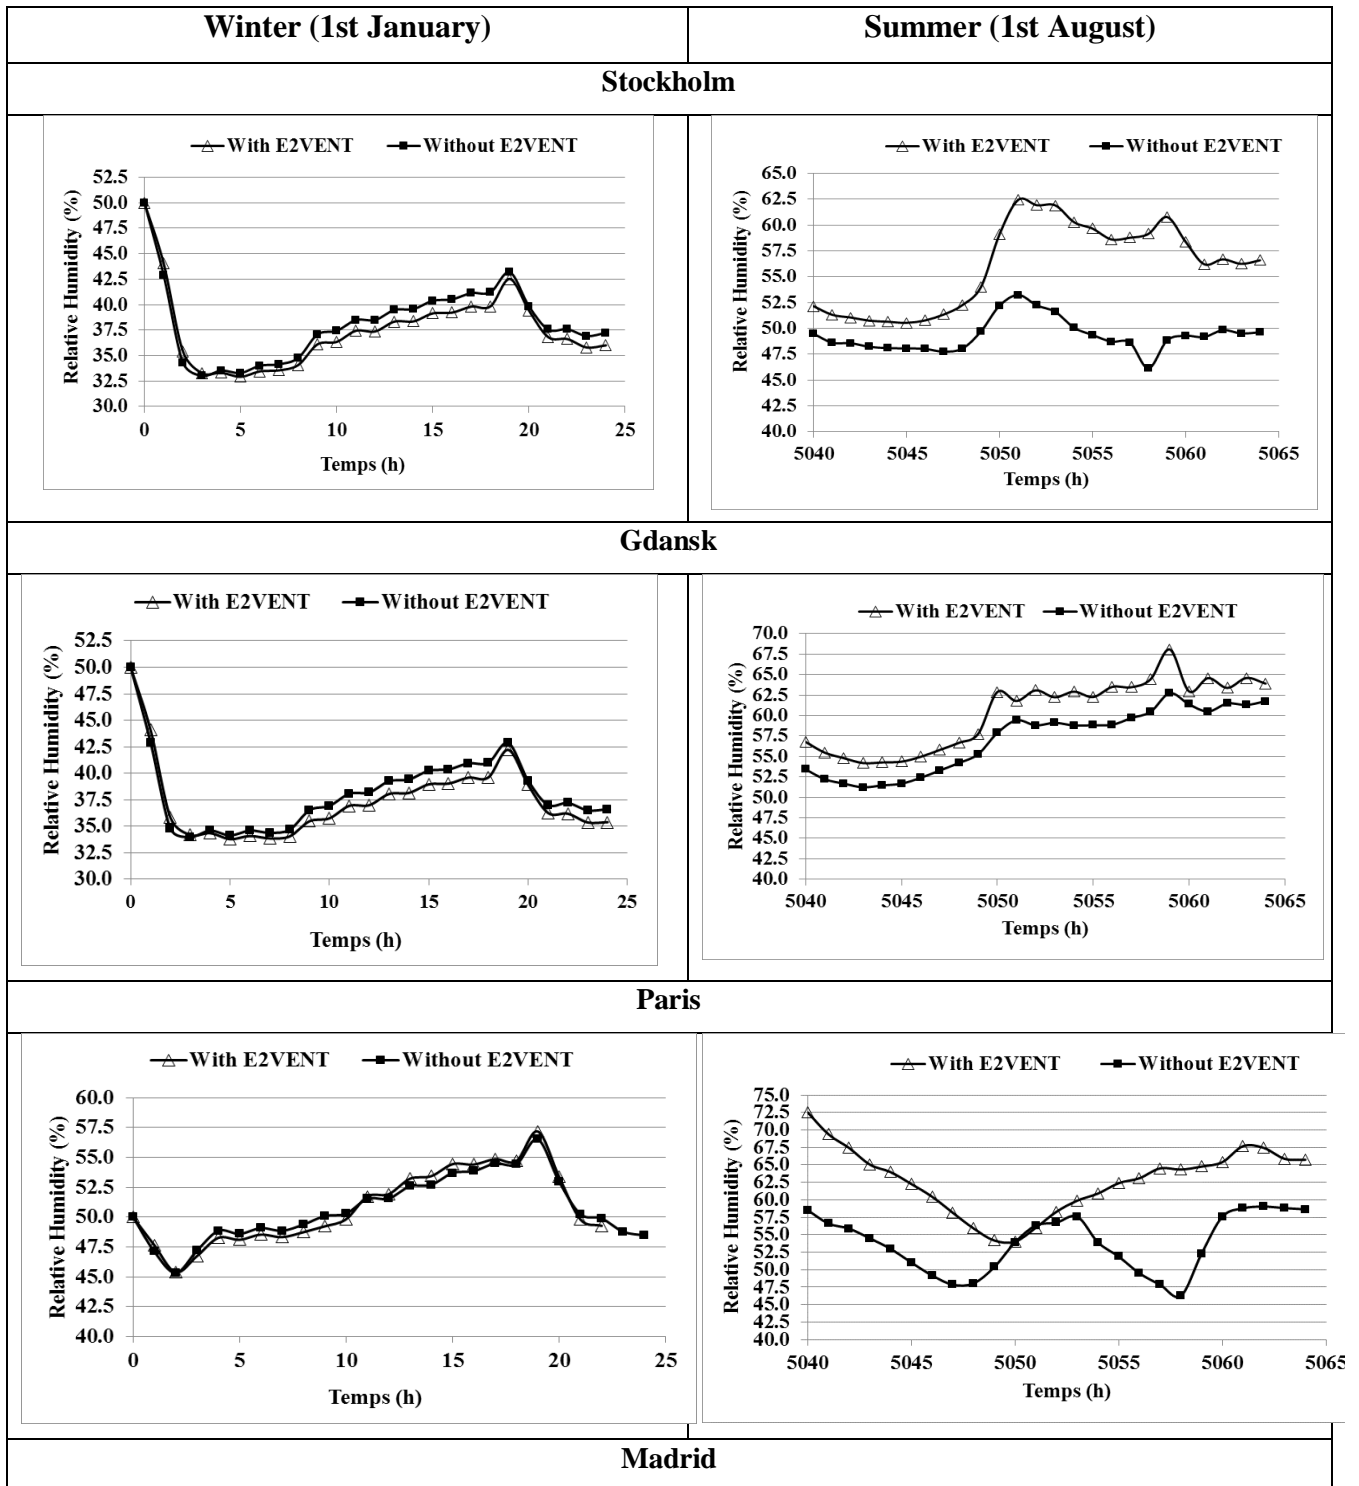 Winter (1st January)
Summer (1st August)
Stockholm
With E2VENT
Without E2VENT
Relative Humidity (%)
52.5
50.0
47.5
45.0
42.5
40.0
37.5
35.0
32.5
30.0
0 5 10 15 20 25
Temps (h)
With E2VENT
Without E2VENT
Relative Humidity (%)
65.0
62.5
60.0
57.5
55.0
52.5
50.0
47.5
45.0
42.5
40.0
5040 5045 5050 5055 5060 5065
Temps (h)
Gdansk
With E2VENT
Without E2VENT
Relative Humidity (%)
52.5
50.0
47.5
45.0
42.5
40.0
37.5
35.0
32.5
30.0
0 5 10 15 20 25
Temps (h)
With E2VENT
Without E2VENT
Relative Humidity (%)
70.0
67.5
65.0
62.5
60.0
57.5
55.0
52.5
50.0
47.5
45.0
42.5
40.0
5040 5045 5050 5055 5060 5065
Temps (h)
Paris
With E2VENT
Without E2VENT
Relative Humidity (%)
60.0
57.5
55.0
52.5
50.0
47.5
45.0
42.5
40.0
0 5 10 15 20 25
Temps (h)
With E2VENT
Without E2VENT
Relative Humidity (%)
75.0
72.5
70.0
67.5
65.0
62.5
60.0
57.5
55.0
52.5
50.0
47.5
45.0
42.5
40.0
5040 5045 5050 5055 5060 5065
Temps (h)
Madrid